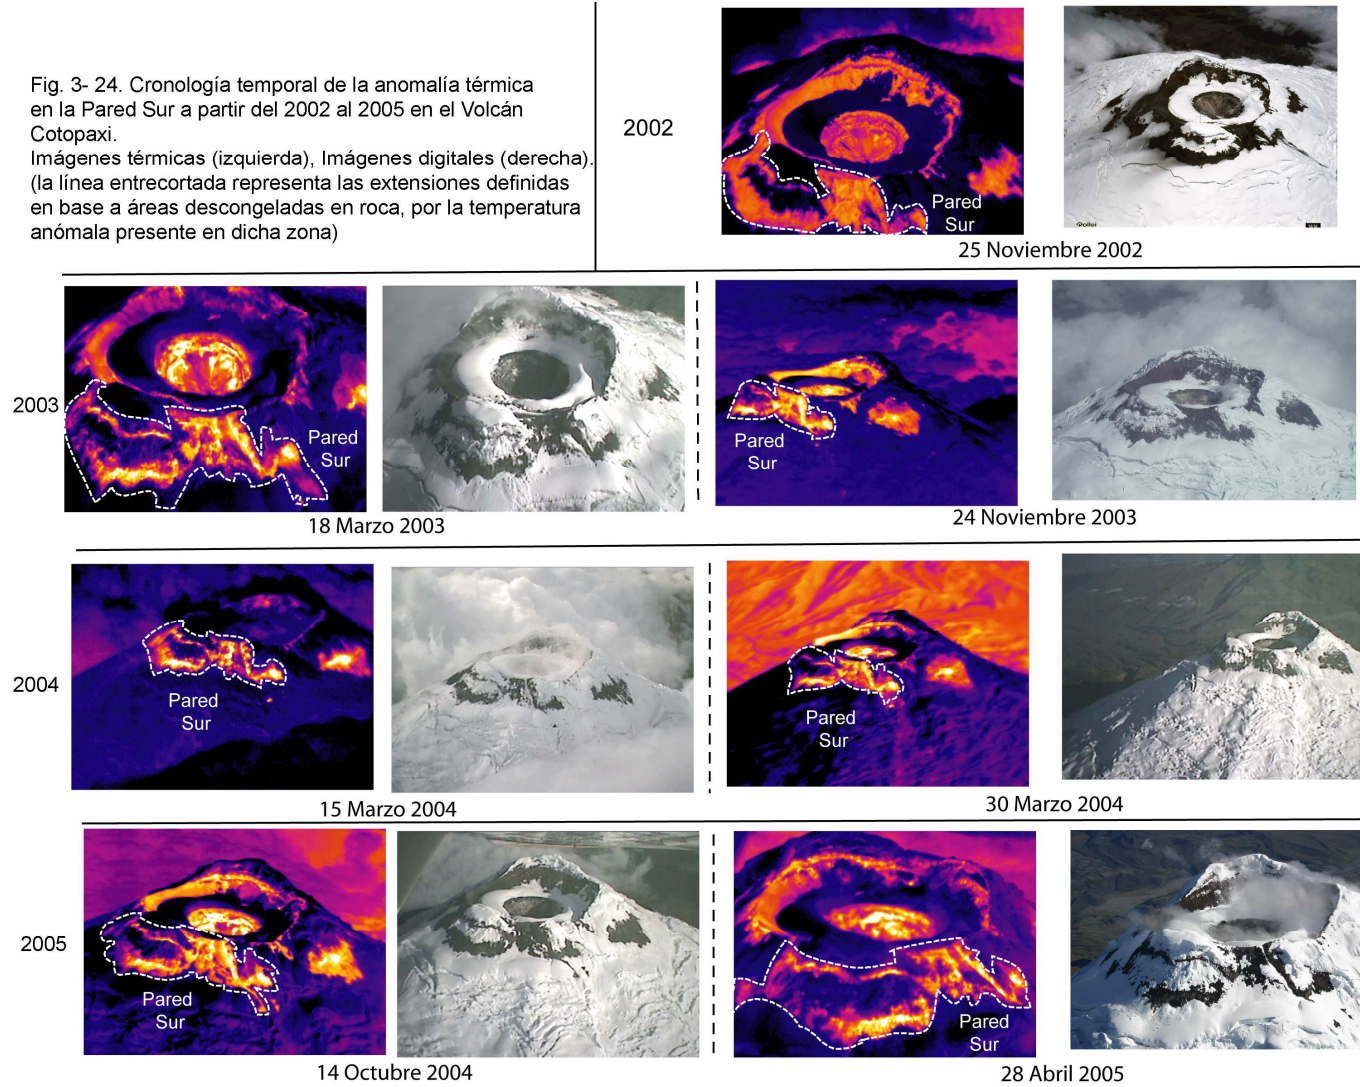 Fig. 3- 24. Cronología temporal de la anomalía térmica
en la Pared Sur a partir del 2002 al 2005 en el Volcán
Cotopaxi.
Imágenes térmicas (izquierda), Imágenes digitales (derecha).
(la línea entrecortada representa las extensiones definidas
en base a áreas descongeladas en roca, por la temperatura
anómala presente en dicha zona)
2002
Pared
Sur
25 Noviembre 2002
2003
Pared
Sur
18 Marzo 2003
Pared
Sur
24 Noviembre 2003
2004
Pared
Sur
15 Marzo 2004
Pared
Sur
30 Marzo 2004
2005
Pared
Sur
14 Octubre 2004
Pared
Sur
28 Abril 2005